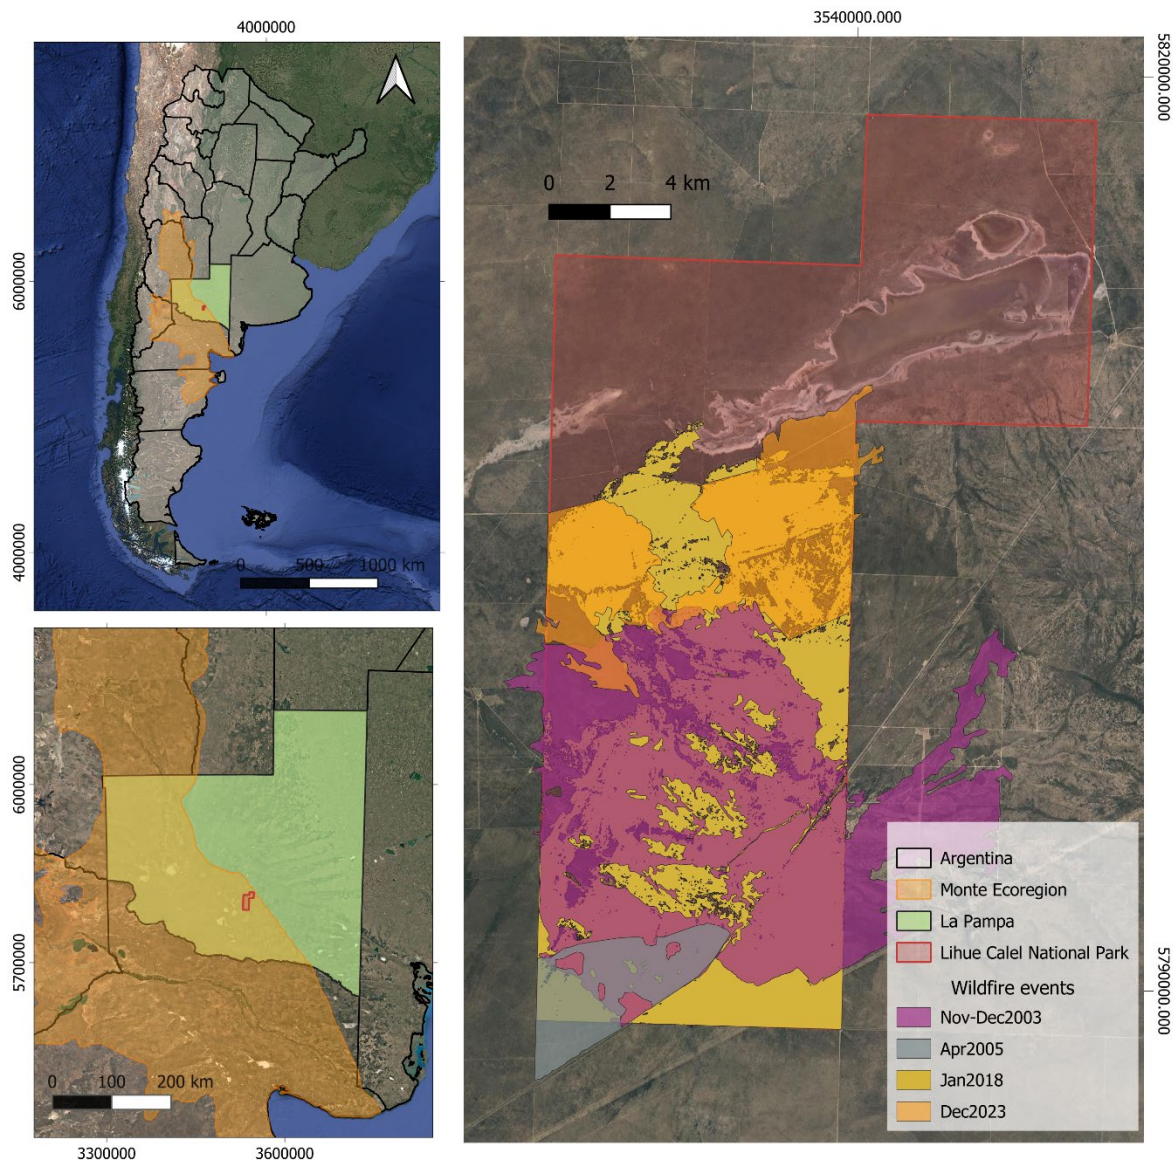 4000000
6000000
4000000
0 500 1000 km
6000000
5700000
0 100 200 km
3300000 3600000
3540000.000
5820000.000
0 2 4 km
5790000.000
Argentina
Monte Ecoregion
La Pampa
Lihue Calel National Park
Wildfire events
Nov-Dec2003
Apr2005
Jan2018
Dec2023